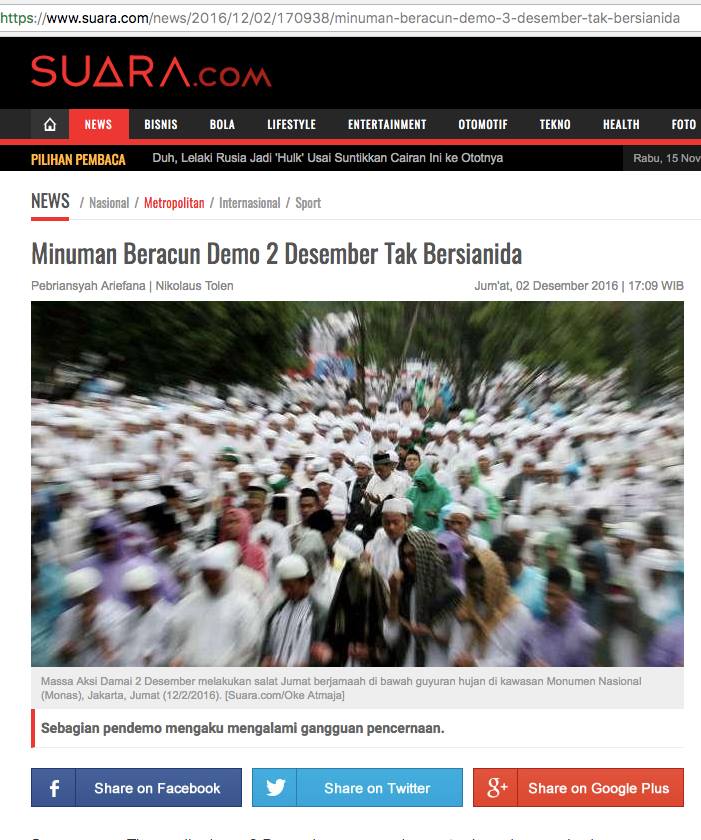 https://www.suara.com/news/2016/12/02/170938/minuman-beracun-demo-3-desember-tak-bersianida
SUARA.COM
NEWS BISNIS BOLA LIFESTYLE ENTERTAINMENT OTOMOTIF TEKNO HEALTH FOTO
PILIHAN PEMBACA Duh, Lelaki Rusia Jadi 'Hulk' Usai Suntikkan Cairan Ini ke Ototnya Rabu, 15 Nov
NEWS / Nasional / Metropolitan / Internasional / Sport
Minuman Beracun Demo 2 Desember Tak Bersianida
Pebriansyah Ariefana | Nikolaus Tolen Jum'at, 02 Desember 2016 | 17:09 WIB
Massa Aksi Damai 2 Desember melakukan salat Jumat berjamaah di bawah guyuran hujan di kawasan Monumen Nasional
(Monas), Jakarta, Jumat (12/2/2016). [Suara.com/Oke Atmaja]
Sebagian pendemo mengaku mengalami gangguan pencernaan.
f Share on Facebook Share on Twitter g+ Share on Google Plus